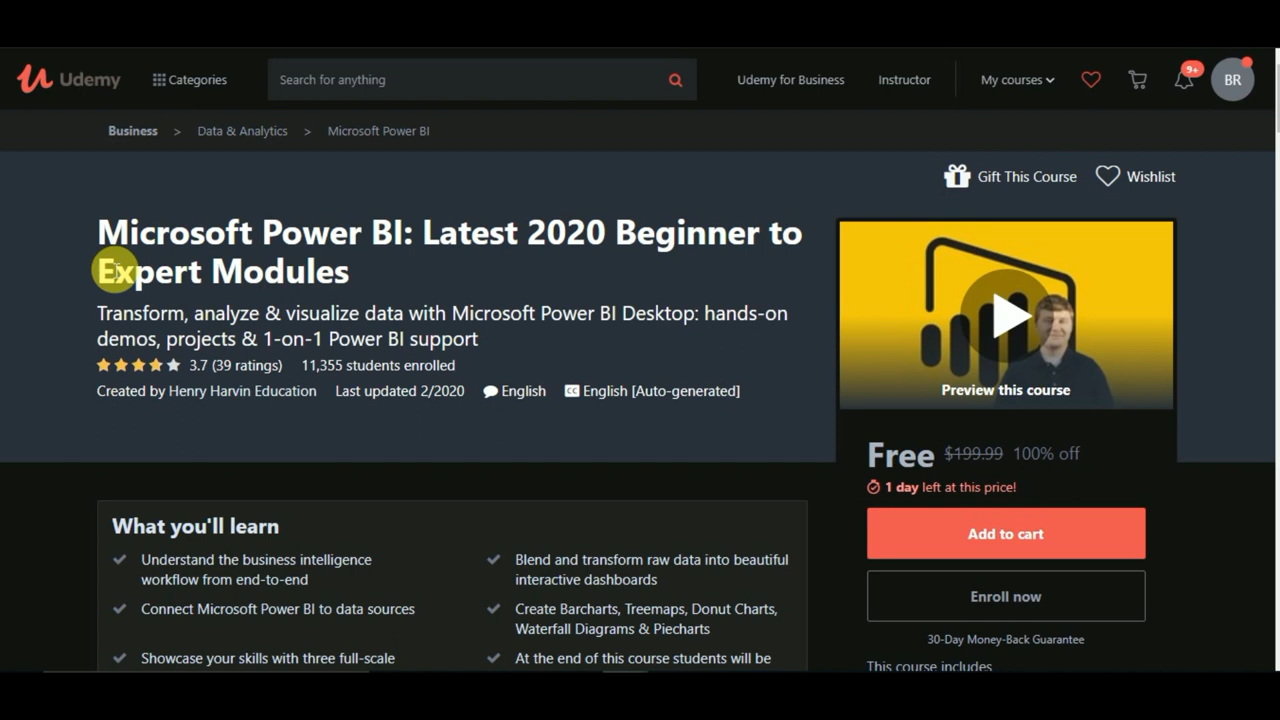 Udemy
Categories
Search for anything
Udemy for Business
Instructor
My courses
9+
BR
Business > Data & Analytics > Microsoft Power BI
Gift This Course
Wishlist
Microsoft Power BI: Latest 2020 Beginner to
Expert Modules
Transform, analyze & visualize data with Microsoft Power BI Desktop: hands-on
demos, projects & 1-on-1 Power BI support
3.7 (39 ratings) 11,355 students enrolled
Created by Henry Harvin Education Last updated 2/2020 English CC English [Auto-generated]
Preview this course
Free $199.99 100% off
1 day left at this price!
Add to cart
Enroll now
30-Day Money-Back Guarantee
This course includes
What you'll learn
Understand the business intelligence
workflow from end-to-end
Connect Microsoft Power BI to data sources
Showcase your skills with three full-scale
Blend and transform raw data into beautiful
interactive dashboards
Create Barcharts, Treemaps, Donut Charts,
Waterfall Diagrams & Piecharts
At the end of this course students will be